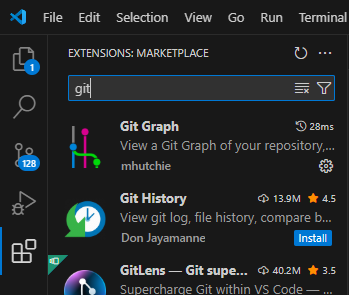 File Edit Selection View Go Run Terminal
EXTENSIONS: MARKETPLACE
1
git
Git Graph 28ms
View a Git Graph of your repository,...
mhutchie
128
Git History 13.9M 4.5
View git log, file history, compare b...
Don Jayamanne Install
GitLens — Git supe... 40.2M 3.5
Supercharge Git within VS Code — ...